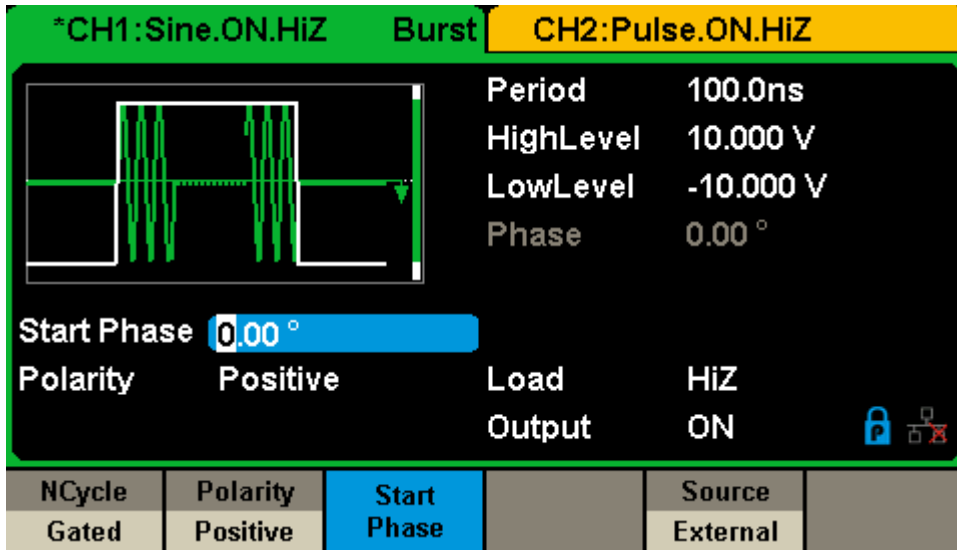 *CH1:Sine.ON.HiZ Burst CH2:Pulse.ON.HiZ
Period 100.0ns
HighLevel 10.000 V
LowLevel -10.000 V
Phase 0.00 °
Start Phase 0.00 °
Polarity Positive
Load HiZ
Output ON P
NCycle Polarity Start Phase Source
Gated Positive External